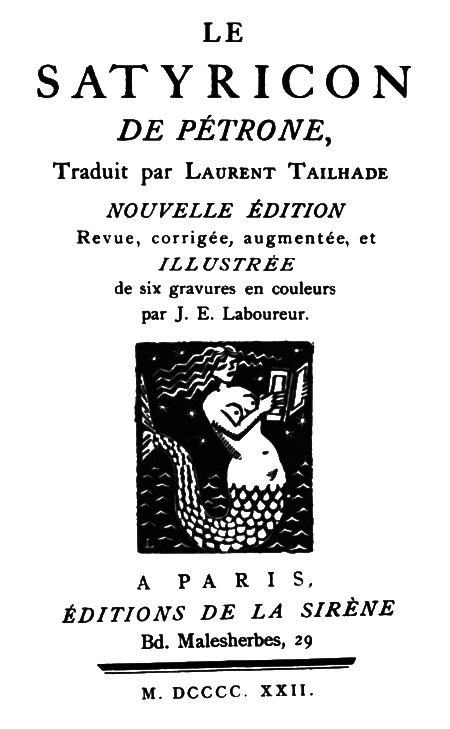 LE
SATYRICON
DE PÉTRONE,
Traduit par LAURENT TAILHADE
NOUVELLE ÉDITION
Revue, corrigée, augmentée, et
ILLUSTRÉE
de six gravures en couleurs
par J. E. Laboureur.
A PARIS,
ÉDITIONS DE LA SIRÈNE
Bd. Malesherbes, 29
M. DCCCC. XXII.